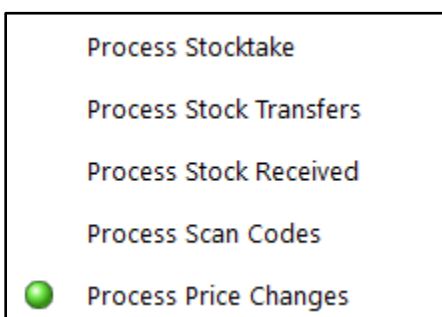 Process Stocktake
Process Stock Transfers
Process Stock Received
Process Scan Codes
Process Price Changes